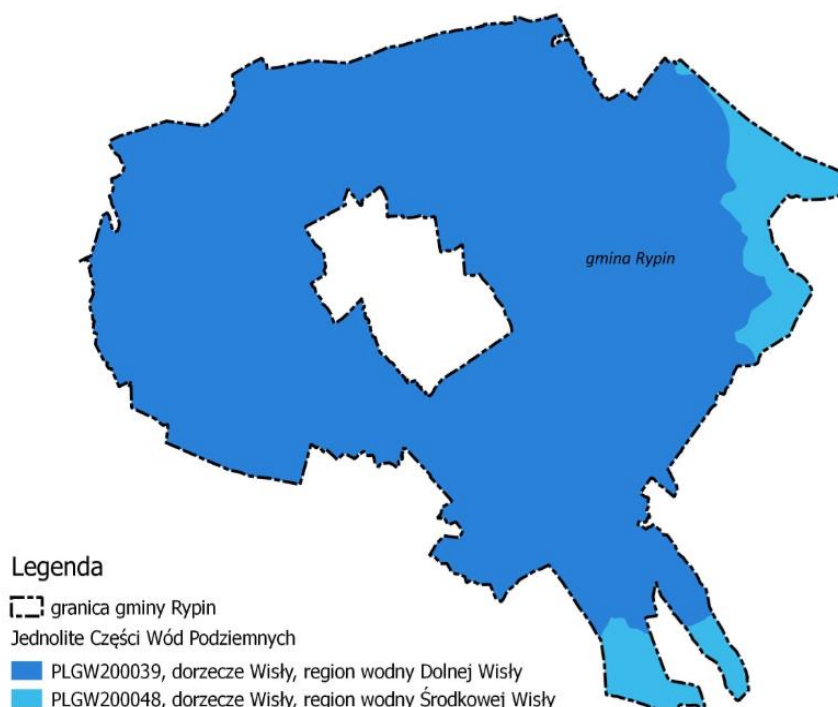 gmina Rypin
Legenda
granica gminy Rypin
Jednolite Części Wód Podziemnych
PLGW200039, dorzecze Wisły, region wodny Dolnej Wisły
PLGW200048, dorzecze Wisły, region wodny Środkowej Wisły